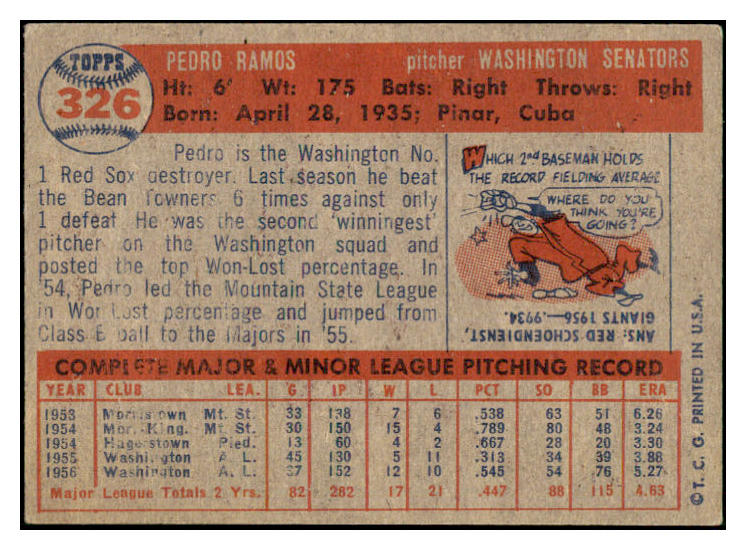 TOPPS
326
PEDRO RAMOS pitcher WASHINGTON SENATORS
Ht: 6' Wt: 175 Bats: Right Throws: Right
Born: April 28, 1935; Pinar, Cuba
Pedro is the Washington No.
1 Red Sox destroyer. Last season he beat
the Bean Towners 6 times against only
1 defeat. He was the second 'winningest'
pitcher on the Washington squad and
posted the top Won-Lost percentage. In
'54, Pedro led the Mountain State League
in Won Lost percentage and jumped from
Class E ball to the Majors in '55.
WHICH 2nd BASEMAN HOLDS
THE RECORD FIELDING AVERAGE
WHERE DO YOU
THINK YOU'RE
GOING?
ANS: RED SCHOENDIENST,
GIANTS 1956—.9934.
COMPLETE MAJOR & MINOR LEAGUE PITCHING RECORD
YEAR CLUB LEA. G IP W L PCT SO BB ERA
1953 Morristown Mt. St. 33 138 7 6 .538 63 51 6.26
1954 Mor.-King. Mt. St. 30 150 15 4 .789 80 48 3.24
1954 Hagerstown Pied. 13 60 4 2 .667 28 20 3.30
1955 Washington A. L. 45 130 5 11 .313 34 39 3.88
1956 Washington A. L. 37 152 12 10 .545 54 76 5.27
Major League Totals 2 Yrs. 82 282 17 21 .447 88 115 4.63
© T. C. G. PRINTED IN U.S.A.